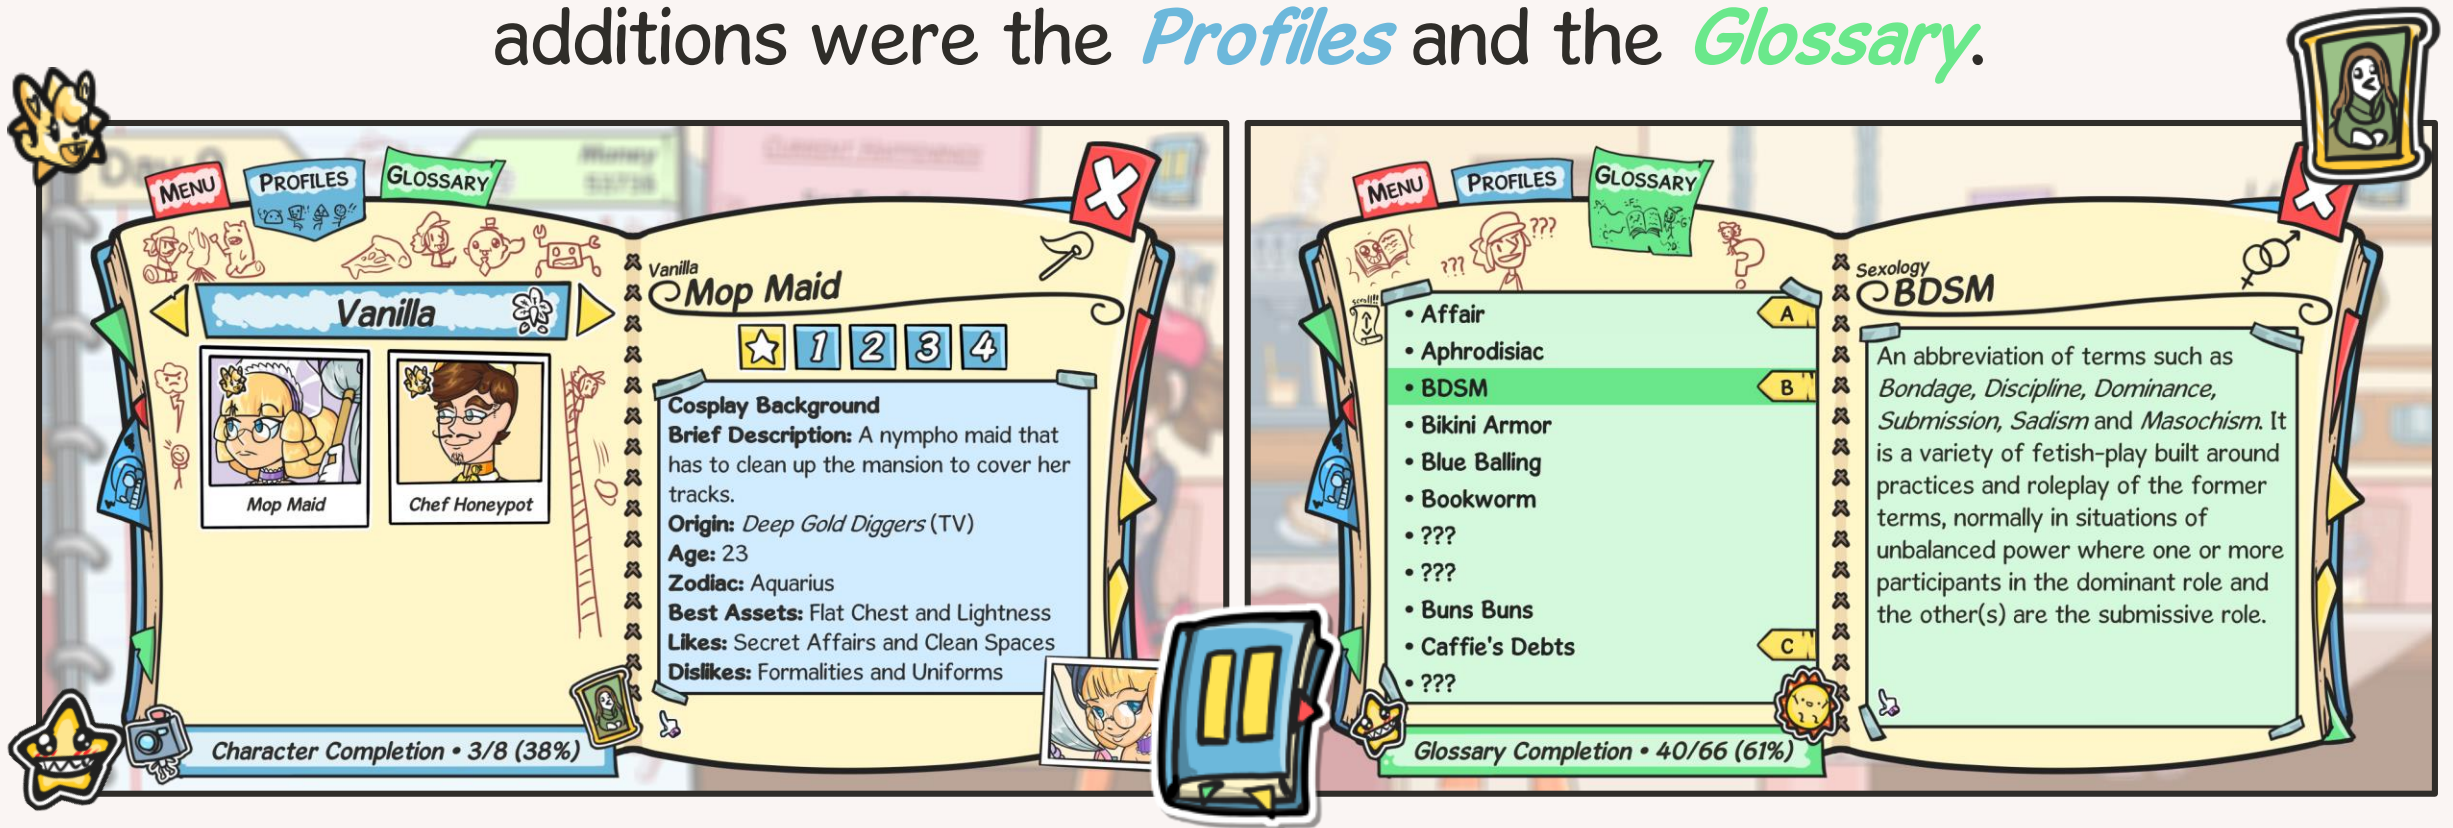 additions were the Profiles and the Glossary.
MENU
PROFILES
GLOSSARY
Vanilla
Mop Maid
Chef Honeypot
Character Completion • 3/8 (38%)
Vanilla
Mop Maid
1 2 3 4
Cosplay Background
Brief Description: A nympho maid that
has to clean up the mansion to cover her
tracks.
Origin: Deep Gold Diggers (TV)
Age: 23
Zodiac: Aquarius
Best Assets: Flat Chest and Lightness
Likes: Secret Affairs and Clean Spaces
Dislikes: Formalities and Uniforms
MENU
PROFILES
GLOSSARY
???
???
scroll!!
• Affair
A
• Aphrodisiac
• BDSM
B
• Bikini Armor
• Blue Balling
• Bookworm
• ???
• ???
• Buns Buns
• Caffie's Debts
C
• ???
Glossary Completion • 40/66 (61%)
Sexology
BDSM
An abbreviation of terms such as
Bondage, Discipline, Dominance,
Submission, Sadism and Masochism. It
is a variety of fetish-play built around
practices and roleplay of the former
terms, normally in situations of
unbalanced power where one or more
participants in the dominant role and
the other(s) are the submissive role.